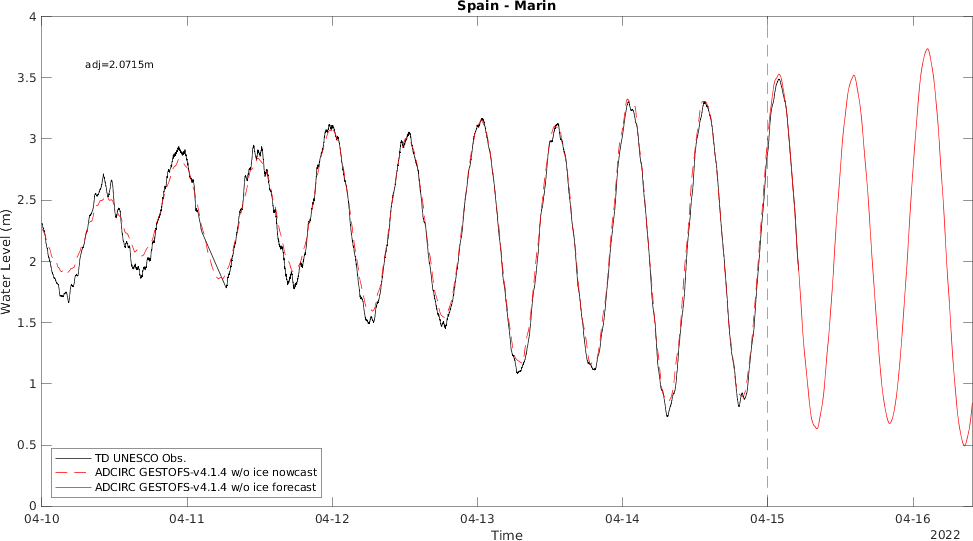 Spain - Marin
adj=2.0715m
4
3.5
3
2.5
2
1.5
1
0.5
0
Water Level (m)
TD UNESCO Obs.
ADCIRC GESTOFS-v4.1.4 w/o ice nowcast
ADCIRC GESTOFS-v4.1.4 w/o ice forecast
04-10 04-11 04-12 04-13 04-14 04-15 04-16
Time
2022